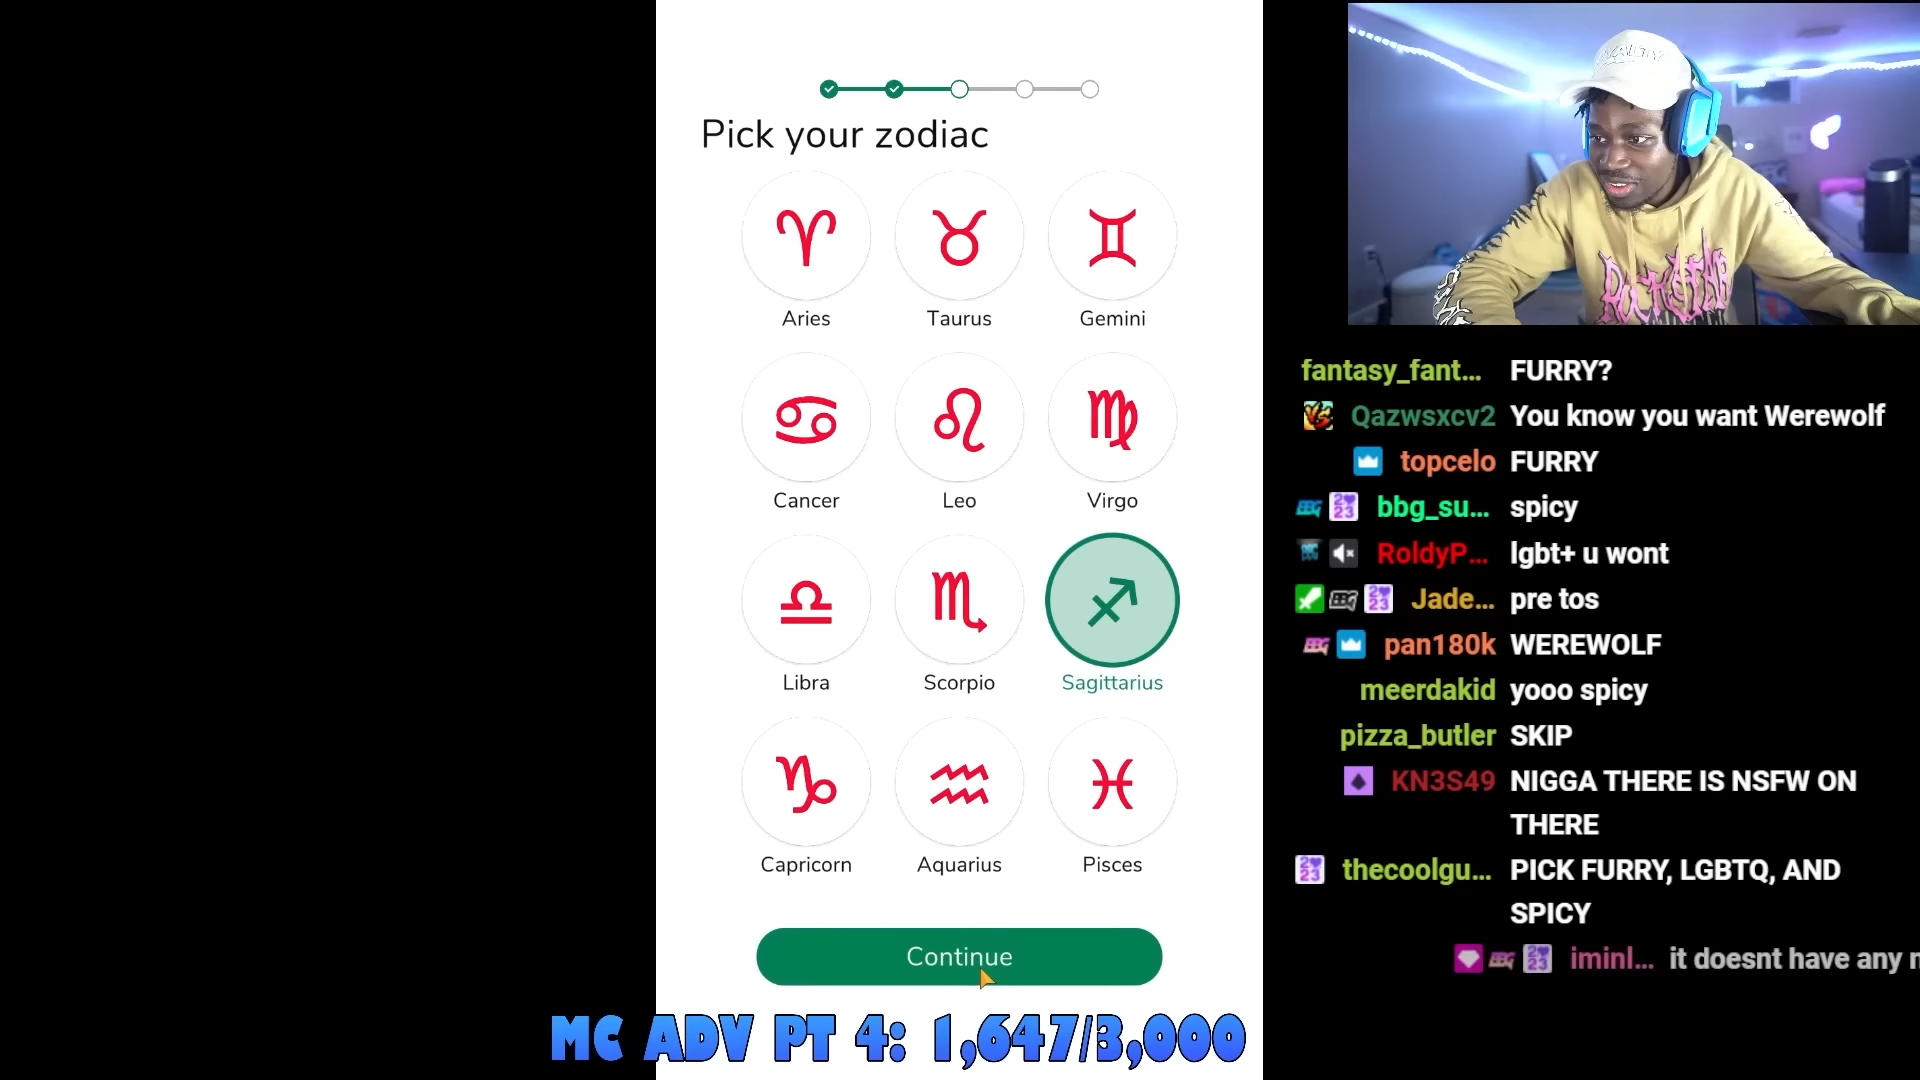 Pick your zodiac
Aries Taurus Gemini
Cancer Leo Virgo
Libra Scorpio Sagittarius
Capricorn Aquarius Pisces
Continue
MC ADV PT 4: 1,647/3,000
fantasy_fant... FURRY?
Qazwsxcv2 You know you want Werewolf
topcelo FURRY
bbg_su... spicy
RoldyP... lgbt+ u wont
Jade... pre tos
pan180k WEREWOLF
meerdakid yooo spicy
pizza_butler SKIP
KN3S49 NIGGA THERE IS NSFW ON
THERE
thecoolgu... PICK FURRY, LGBTQ, AND
SPICY
iminl... it doesnt have any